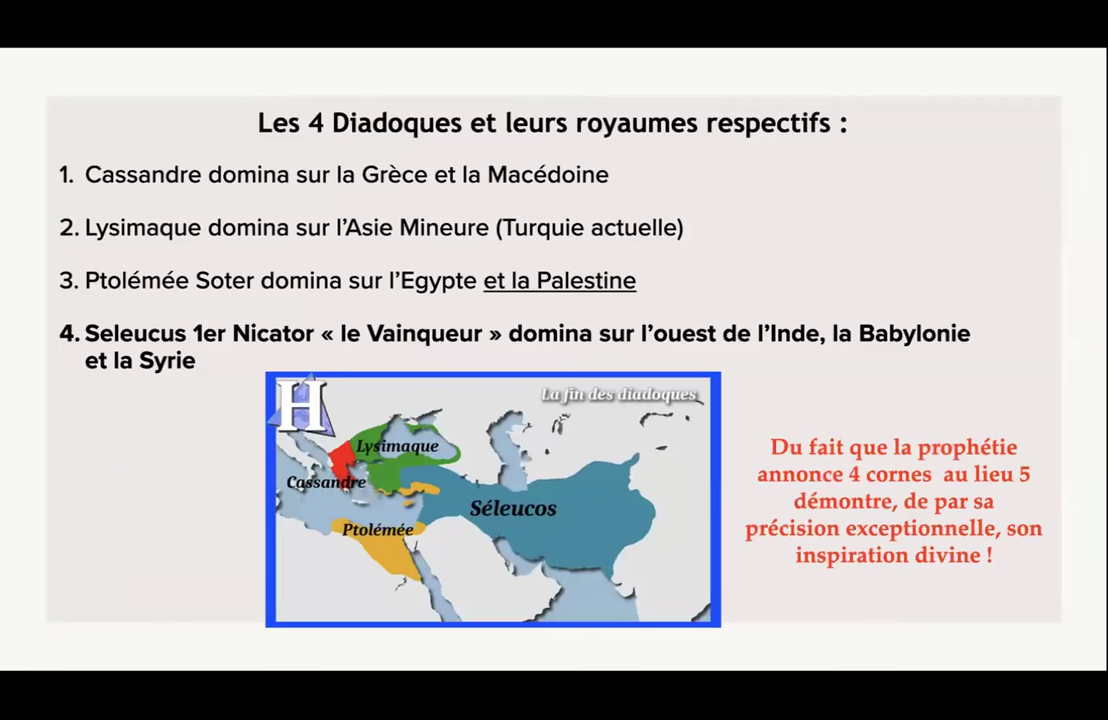 Les 4 Diadoques et leurs royaumes respectifs :
1. Cassandre domina sur la Grèce et la Macédoine
2. Lysimaque domina sur l’Asie Mineure (Turquie actuelle)
3. Ptolémée Soter domina sur l’Egypte et la Palestine
4. Seleucus 1er Nicator « le Vainqueur » domina sur l’ouest de l’Inde, la Babylonie
et la Syrie
H
La fin des diadoques
Lysimaque
Cassandre
Séleucos
Ptolémée
Du fait que la prophétie
annonce 4 cornes au lieu 5
démontre, de par sa
précision exceptionnelle, son
inspiration divine !